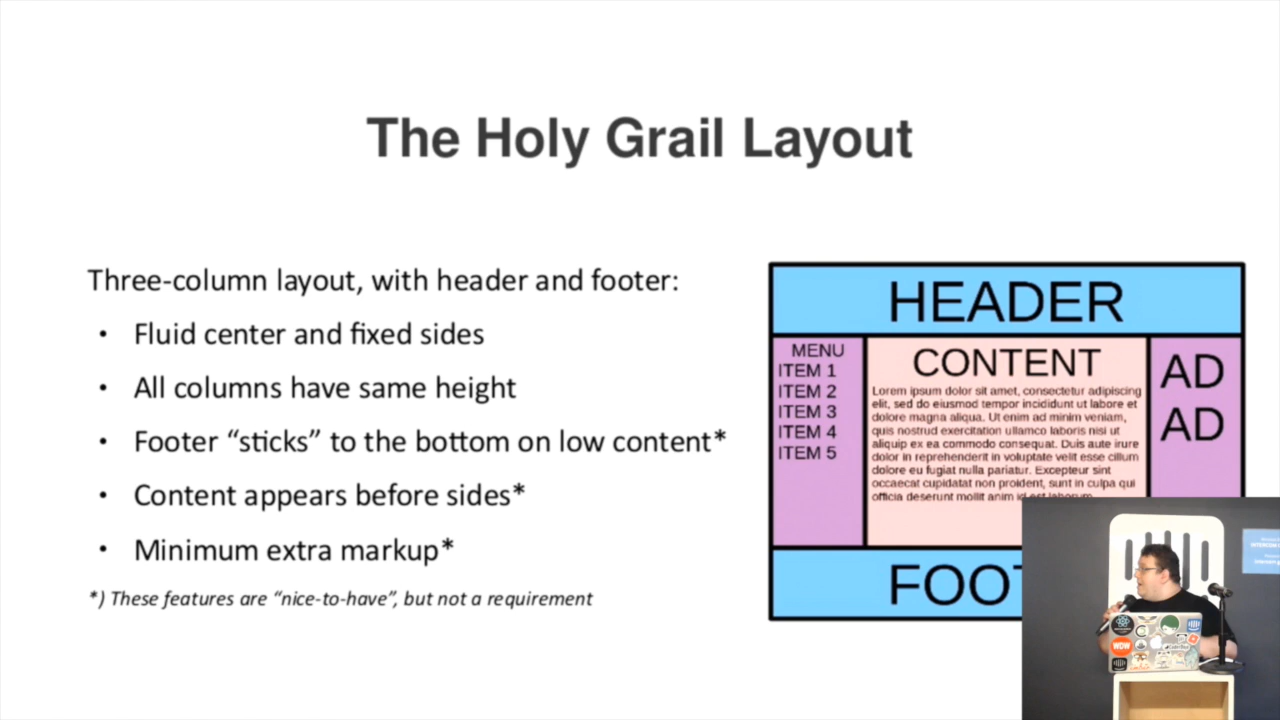 The Holy Grail Layout
Three-column layout, with header and footer:
• Fluid center and fixed sides
• All columns have same height
• Footer “sticks” to the bottom on low content*
• Content appears before sides*
• Minimum extra markup*
*) These features are “nice-to-have”, but not a requirement
HEADER
MENU
ITEM 1
ITEM 2
ITEM 3
ITEM 4
ITEM 5
CONTENT
Lorem ipsum dolor sit amet, consectetur adipiscing
elit, sed do eiusmod tempor incididunt ut labore et
dolore magna aliqua. Ut enim ad minim veniam,
quis nostrud exercitation ullamco laboris nisi ut
aliquip ex ea commodo consequat. Duis aute irure
dolor in reprehenderit in voluptate velit esse cillum
dolore eu fugiat nulla pariatur. Excepteur sint
occaecat cupidatat non proident, sunt in culpa qui
officia deserunt mollit anim id est laborum.
AD
AD
FOOT
WOW